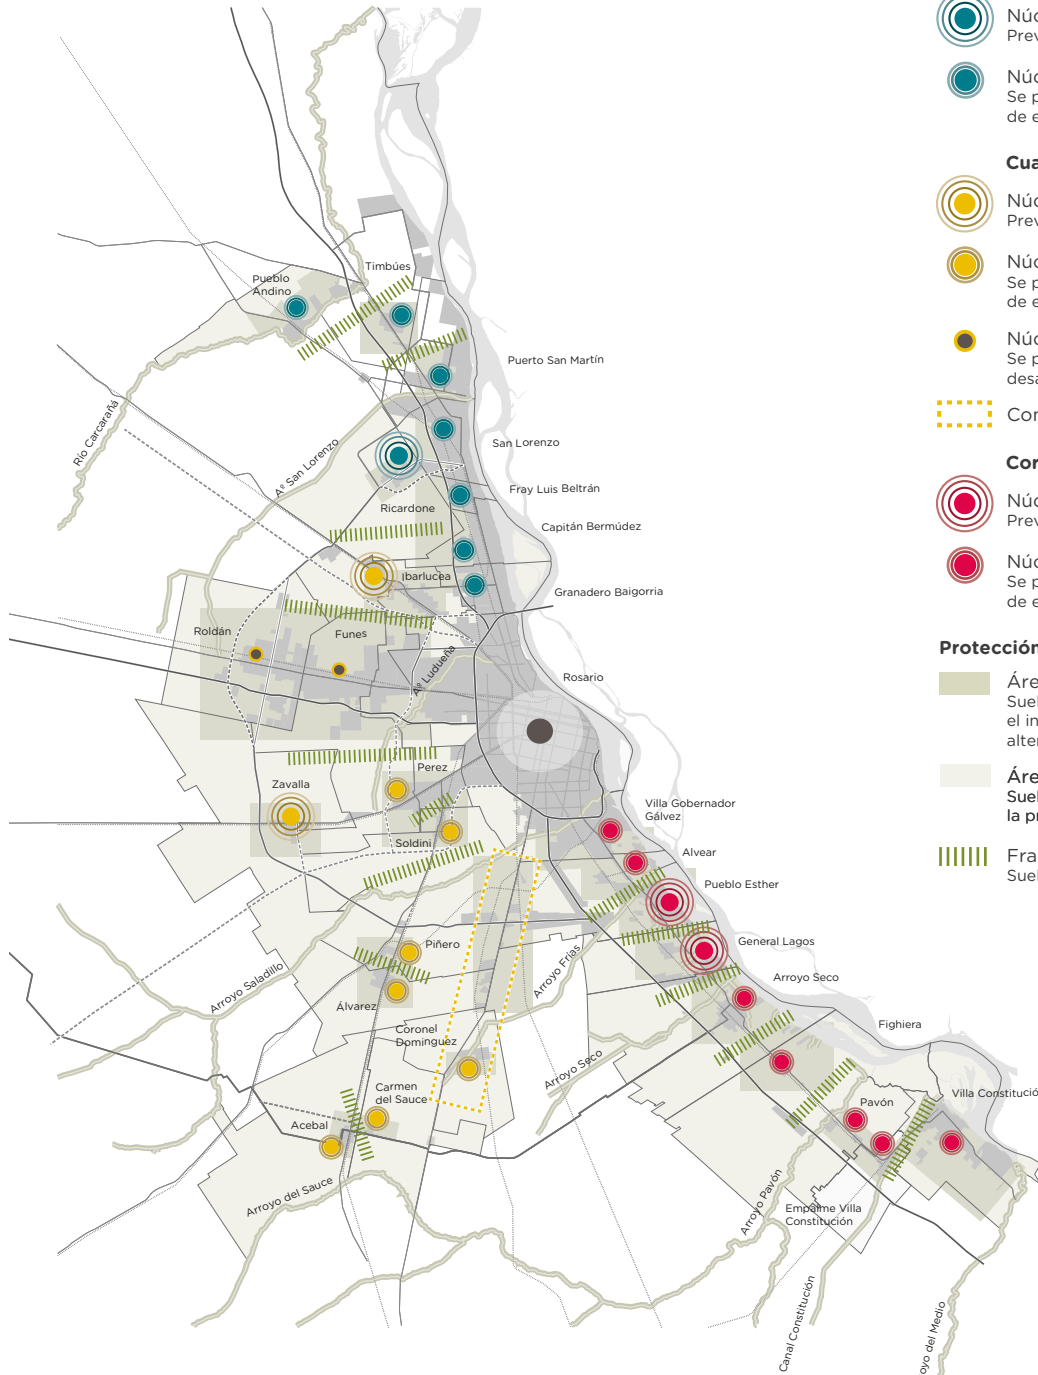 Timbúes
Pueblo
Andino
Puerto San Martín
Río Carcarañá
San Lorenzo
Aº San Lorenzo
Fray Luis Beltrán
Ricardone
Capitán Bermúdez
Ibarlucea
Granadero Baigorria
Roldán
Funes
Aº Ludueña
Rosario
Perez
Zavalla
Villa Gobernador
Gálvez
Soldini
Alvear
Pueblo Esther
Piñero
General Lagos
Arroyo Saladillo
Arroyo Frías
Arroyo Seco
Álvarez
Fighiera
Coronel
Dominguez
Arroyo Seco
Carmen
del Sauce
Pavón
Villa Constitució
Acebal
Arroyo del Sauce
Arroyo Pavón
Empalme Villa
Constitución
Canal Constitución
oyo del Medio
Núc
Prev
Núc
Se p
de e
Cua
Núc
Prev
Núc
Se p
de e
Núc
Se p
desa
Cor
Cor
Núc
Prev
Núc
Se p
de e
Protección
Áre
Suel
el in
alter
Áre
Suel
la pr
Fra
Suel